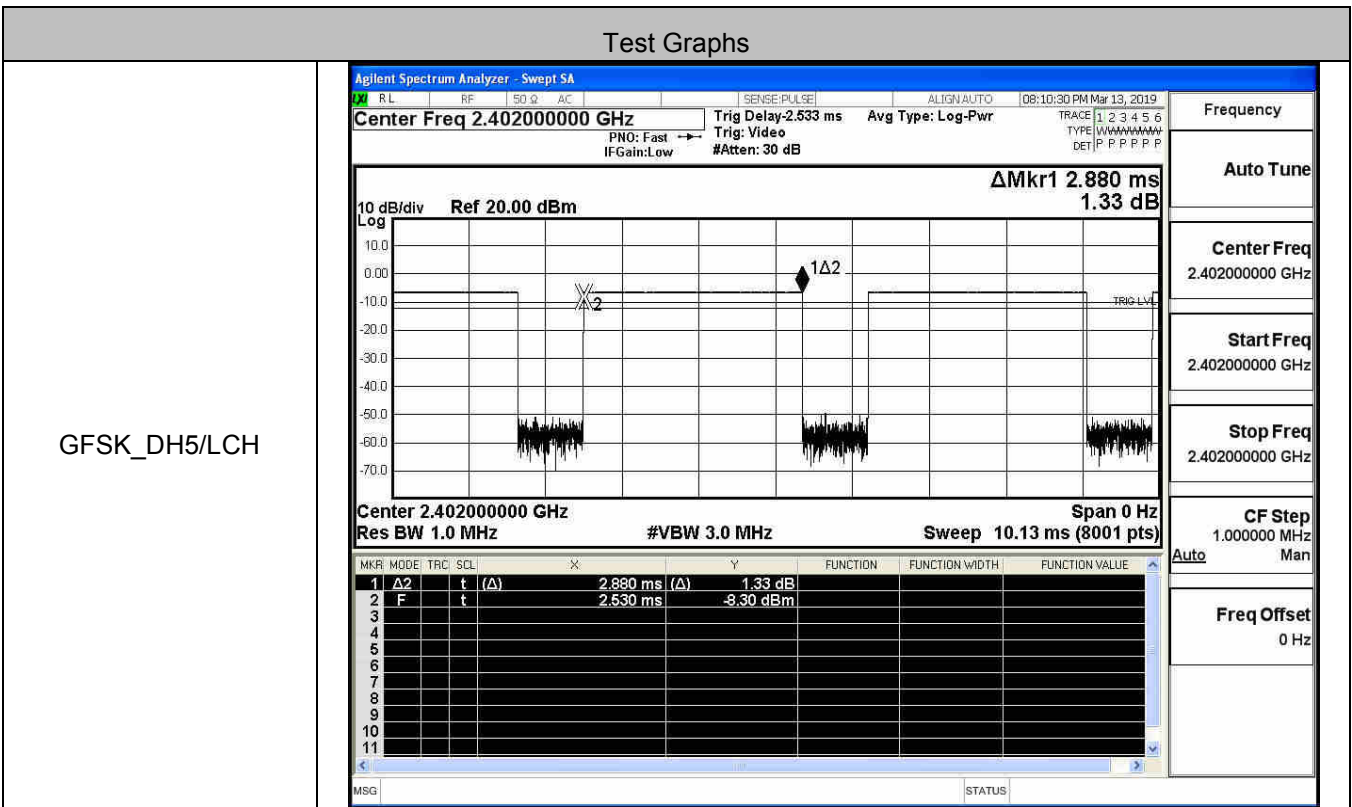 Test Graphs
GFSK_DH5/LCH
Agilent Spectrum Analyzer - Swept SA
LXI RL RF 50 Ω AC SENSE:PULSE ALIGN AUTO 08:10:30 PM Mar 13, 2019
Center Freq 2.402000000 GHz
PNO: Fast
IFGain:Low
Trig Delay-2.533 ms
Trig: Video
#Atten: 30 dB
Avg Type: Log-Pwr
TRACE 1 2 3 4 5 6
TYPE WWWWWW
DET P P P P P P
ΔMkr1 2.880 ms
1.33 dB
10 dB/div Ref 20.00 dBm
Log
10.0
0.00
-10.0
-20.0
-30.0
-40.0
-50.0
-60.0
-70.0
1Δ2
2
TRIG LVL
Center 2.402000000 GHz Span 0 Hz
Res BW 1.0 MHz #VBW 3.0 MHz Sweep 10.13 ms (8001 pts)
MKR MODE TRC SCL X Y FUNCTION FUNCTION WIDTH FUNCTION VALUE
1 Δ2 t (Δ) 2.880 ms (Δ) 1.33 dB
2 F t 2.530 ms -8.30 dBm
3
4
5
6
7
8
9
10
11
MSG STATUS
Frequency
Auto Tune
Center Freq
2.402000000 GHz
Start Freq
2.402000000 GHz
Stop Freq
2.402000000 GHz
CF Step
1.000000 MHz
Auto Man
Freq Offset
0 Hz